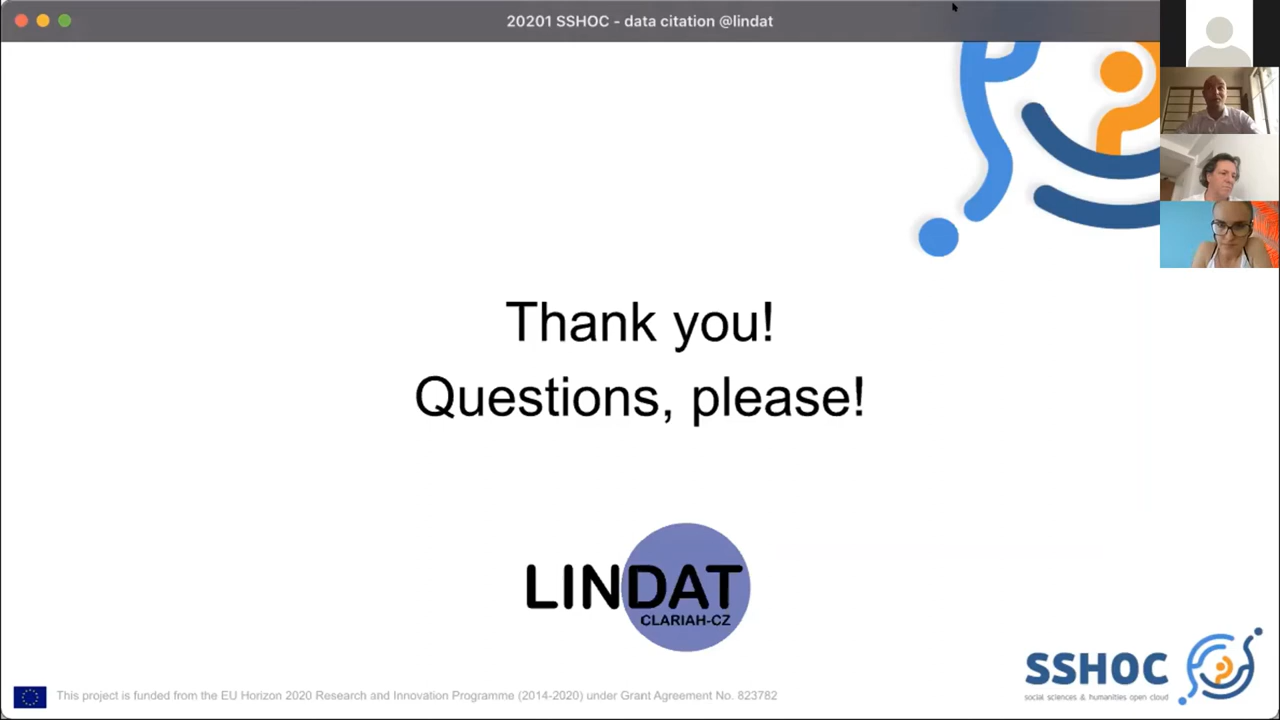 20201 SSHOC - data citation @lindat
Thank you!
Questions, please!
LINDAT
CLARIAH-CZ
SSHOC
social sciences & humanities open cloud
This project is funded from the EU Horizon 2020 Research and Innovation Programme (2014-2020) under Grant Agreement No. 823782